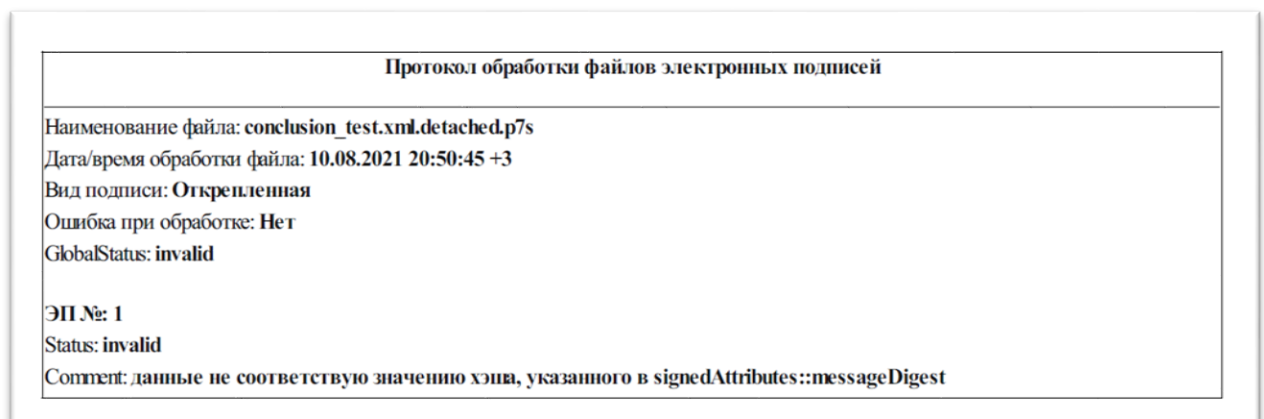 Протокол обработки файлов электронных подписей
Наименование файла: conclusion_test.xml.detached.p7s
Дата/время обработки файла: 10.08.2021 20:50:45 +3
Вид подписи: Открепленная
Ошибка при обработке: Нет
GlobalStatus: invalid
ЭП №: 1
Status: invalid
Comment: данные не соответствую значению хэша, указанного в signedAttributes::messageDigest